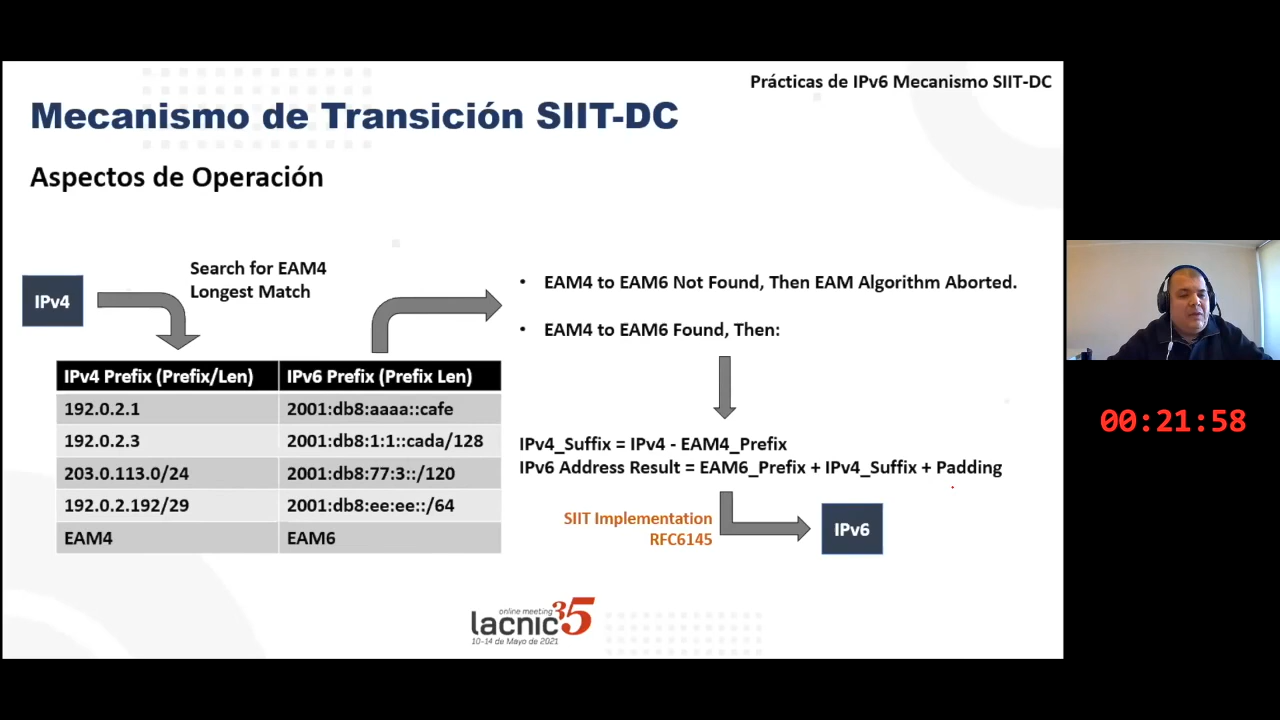 Prácticas de IPv6 Mecanismo SIIT-DC
Mecanismo de Transición SIIT-DC
Aspectos de Operación
IPv4
Search for EAM4
Longest Match
IPv4 Prefix (Prefix/Len) IPv6 Prefix (Prefix Len)
192.0.2.1 2001:db8:aaaa::cafe
192.0.2.3 2001:db8:1:1::cada/128
203.0.113.0/24 2001:db8:77:3::/120
192.0.2.192/29 2001:db8:ee:ee::/64
EAM4 EAM6
• EAM4 to EAM6 Not Found, Then EAM Algorithm Aborted.
• EAM4 to EAM6 Found, Then:
IPv4_Suffix = IPv4 - EAM4_Prefix
IPv6 Address Result = EAM6_Prefix + IPv4_Suffix + Padding
SIIT Implementation
RFC6145
IPv6
online meeting
lacnic35
10-14 de Mayo de 2021
00:21:58